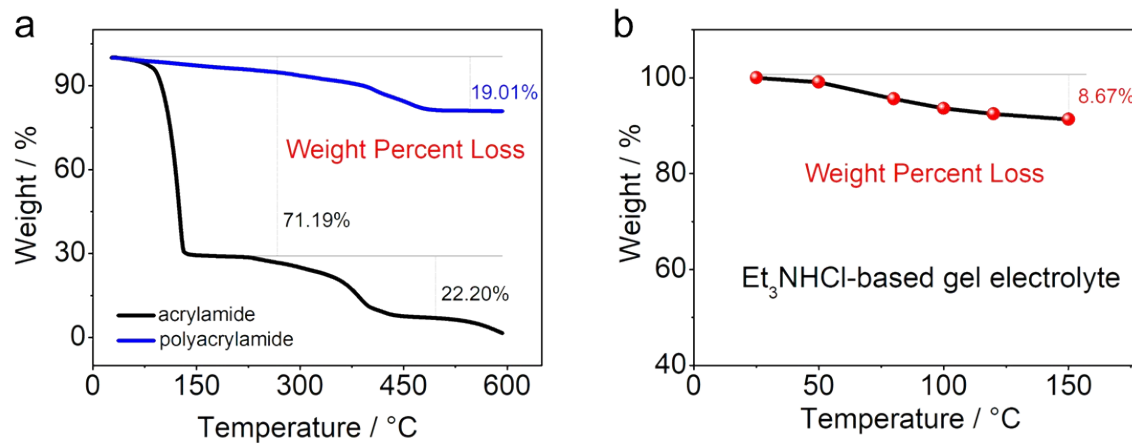 a
Weight / %
90
60
30
0
19.01%
Weight Percent Loss
71.19%
22.20%
acrylamide
polyacrylamide
0
150
300
450
600
Temperature / °C
b
Weight / %
100
80
60
40
8.67%
Weight Percent Loss
Et₃NHCl-based gel electrolyte
0
50
100
150
Temperature / °C